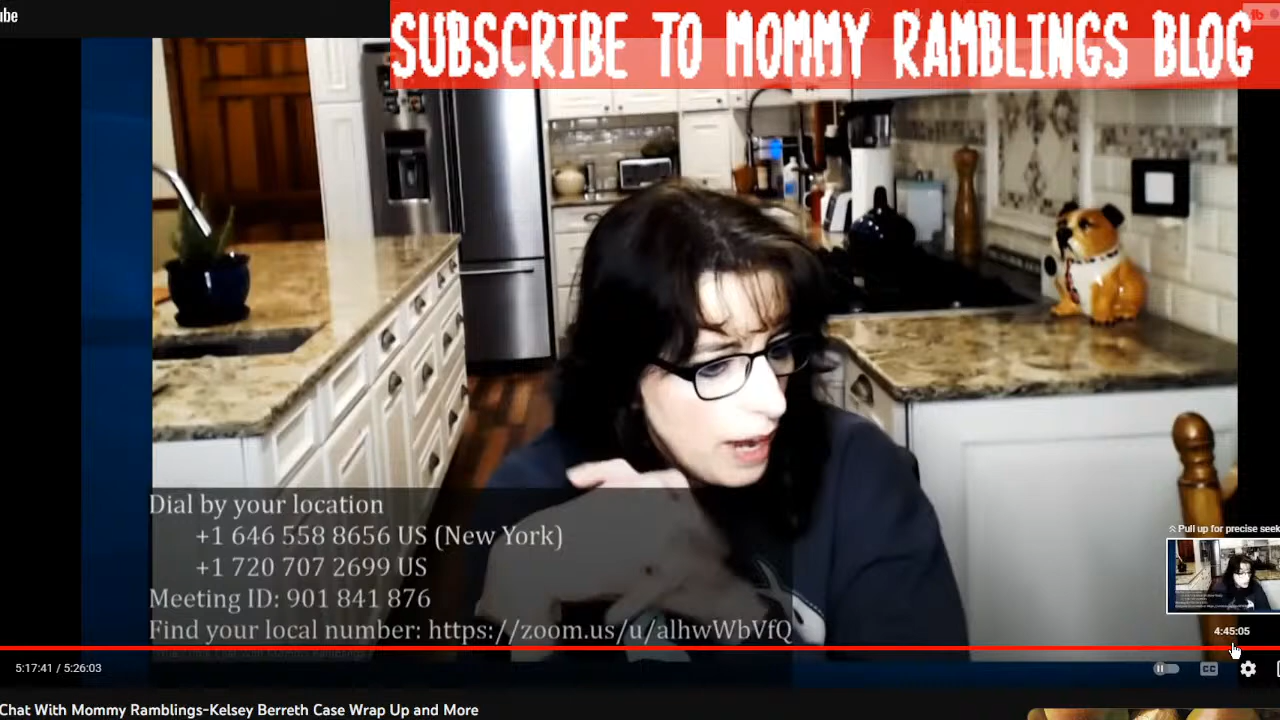 be
SUBSCRIBE TO MOMMY RAMBLINGS BLOG
Dial by your location
+1 646 558 8656 US (New York)
+1 720 707 2699 US
Meeting ID: 901 841 876
Find your local number: https://zoom.us/u/alhwWbVfQ
Pull up for precise seek
4:45:05
5:17:41 / 5:26:03
CC
Chat With Mommy Ramblings-Kelsey Berreth Case Wrap Up and More